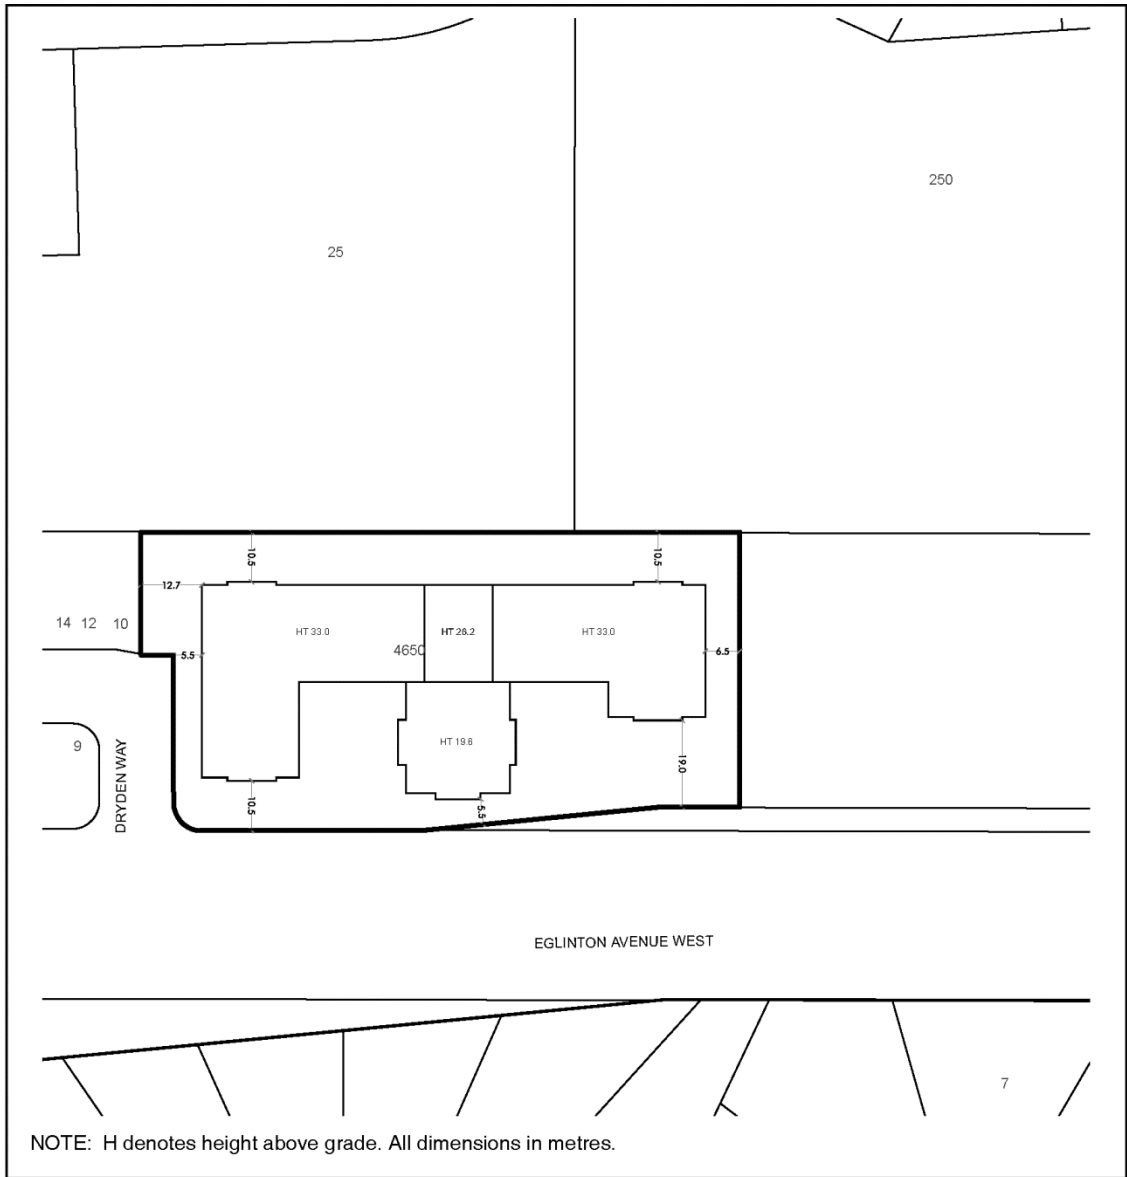 250
25
10.5
10.5
12.7
14 12 10
HT 33.0
HT 26.2
HT 33.0
4650
5.5
6.5
9
DRYDEN WAY
HT 19.6
19.0
10.5
5.5
EGLINTON AVENUE WEST
7
NOTE: H denotes height above grade. All dimensions in metres.